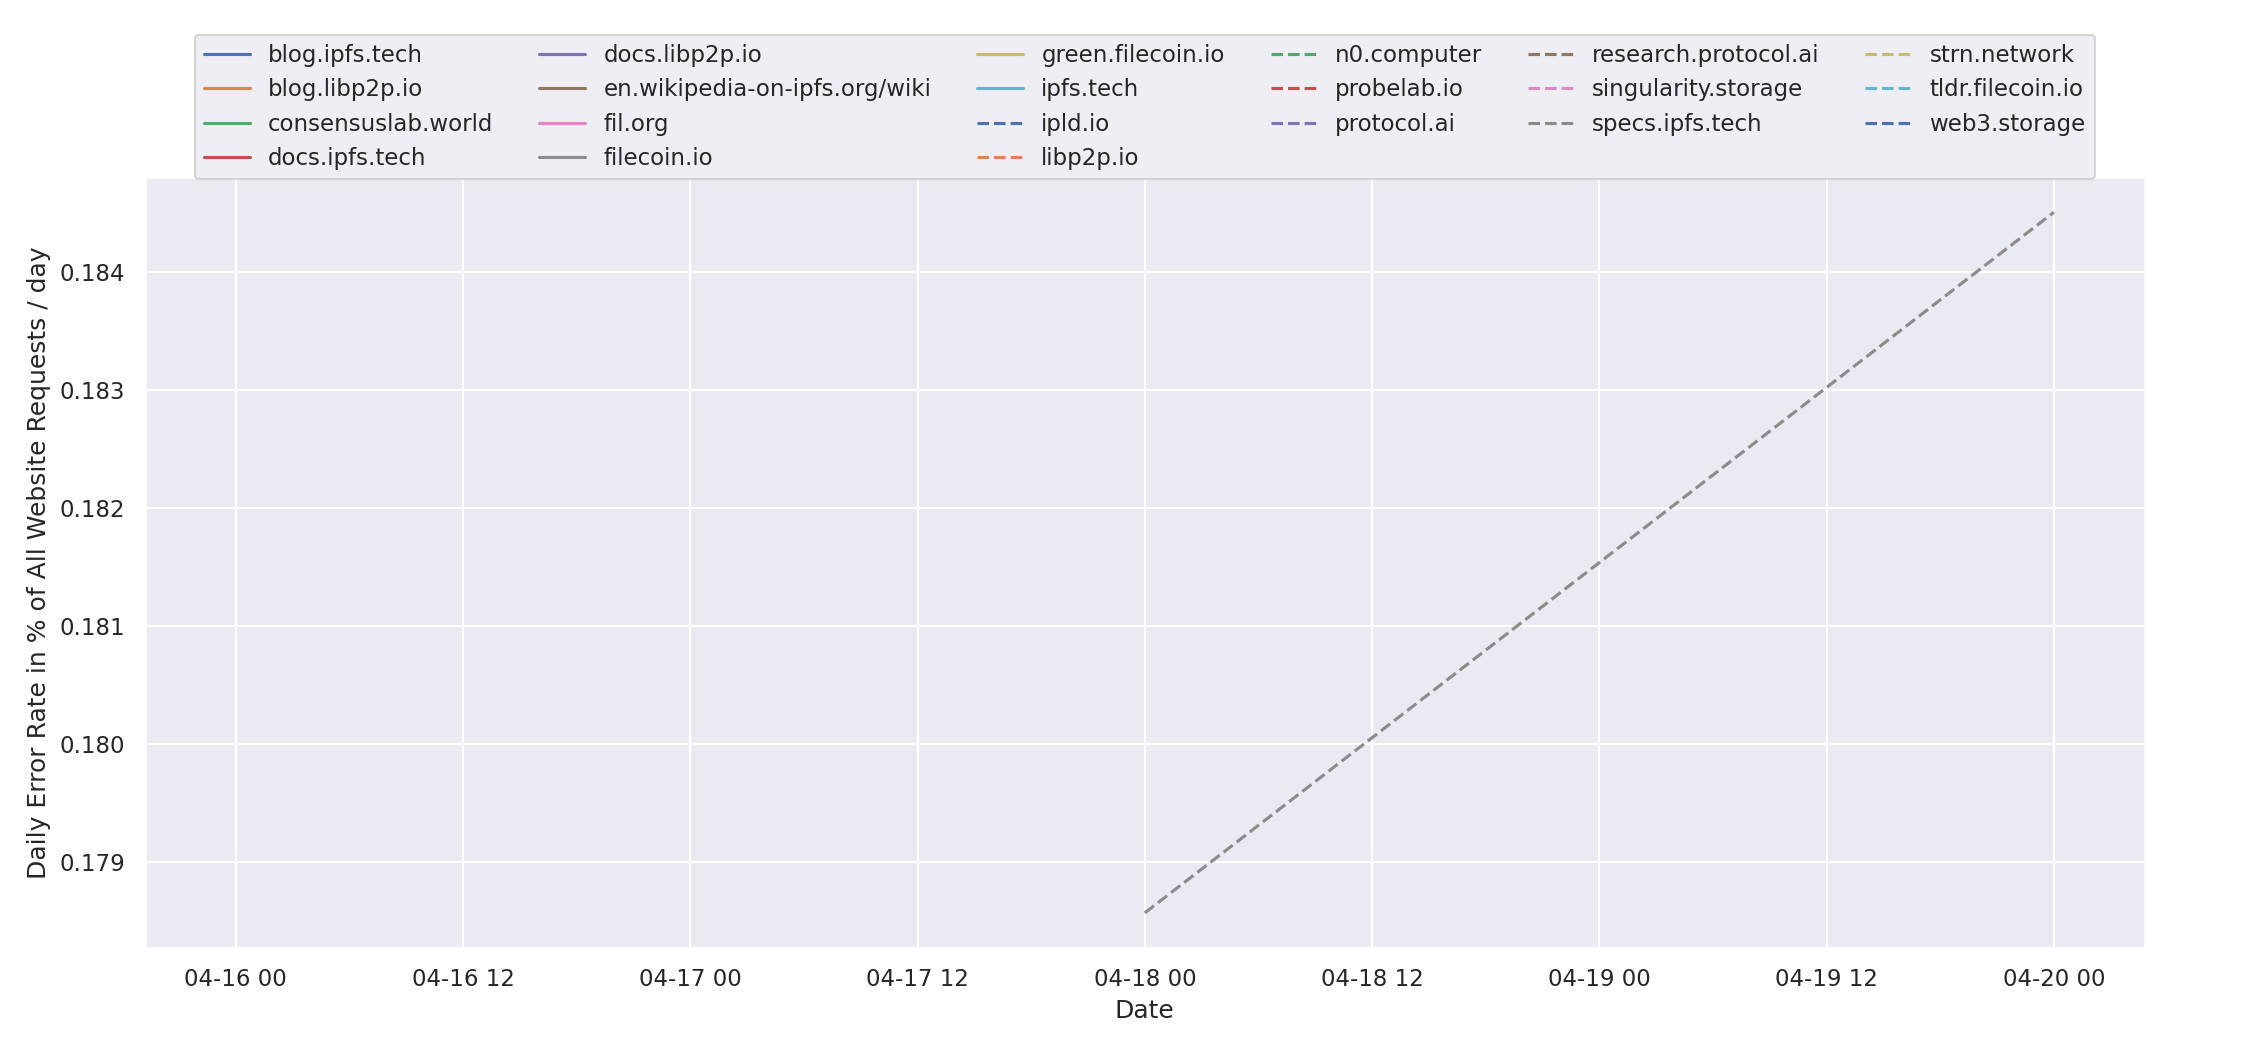 blog.ipfs.tech
blog.libp2p.io
consensuslab.world
docs.ipfs.tech
docs.libp2p.io
en.wikipedia-on-ipfs.org/wiki
fil.org
filecoin.io
green.filecoin.io
ipfs.tech
ipld.io
libp2p.io
n0.computer
probelab.io
protocol.ai
research.protocol.ai
singularity.storage
specs.ipfs.tech
strn.network
tldr.filecoin.io
web3.storage
Daily Error Rate in % of All Website Requests / day
0.184
0.183
0.182
0.181
0.180
0.179
04-16 00
04-16 12
04-17 00
04-17 12
04-18 00
04-18 12
04-19 00
04-19 12
04-20 00
Date